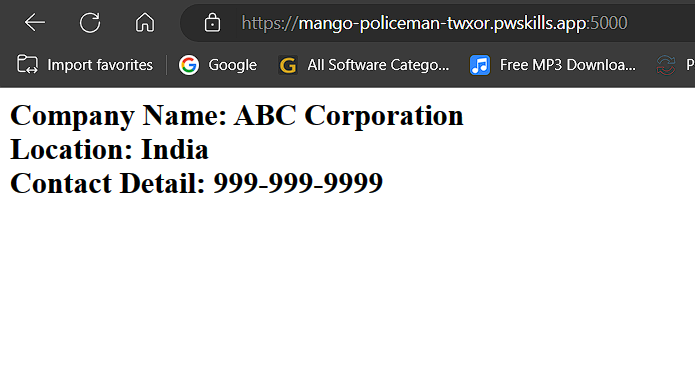 https://mango-policeman-twxor.pwskills.app:5000
Import favorites Google G All Software Catego... Free MP3 Downloa... P
Company Name: ABC Corporation
Location: India
Contact Detail: 999-999-9999